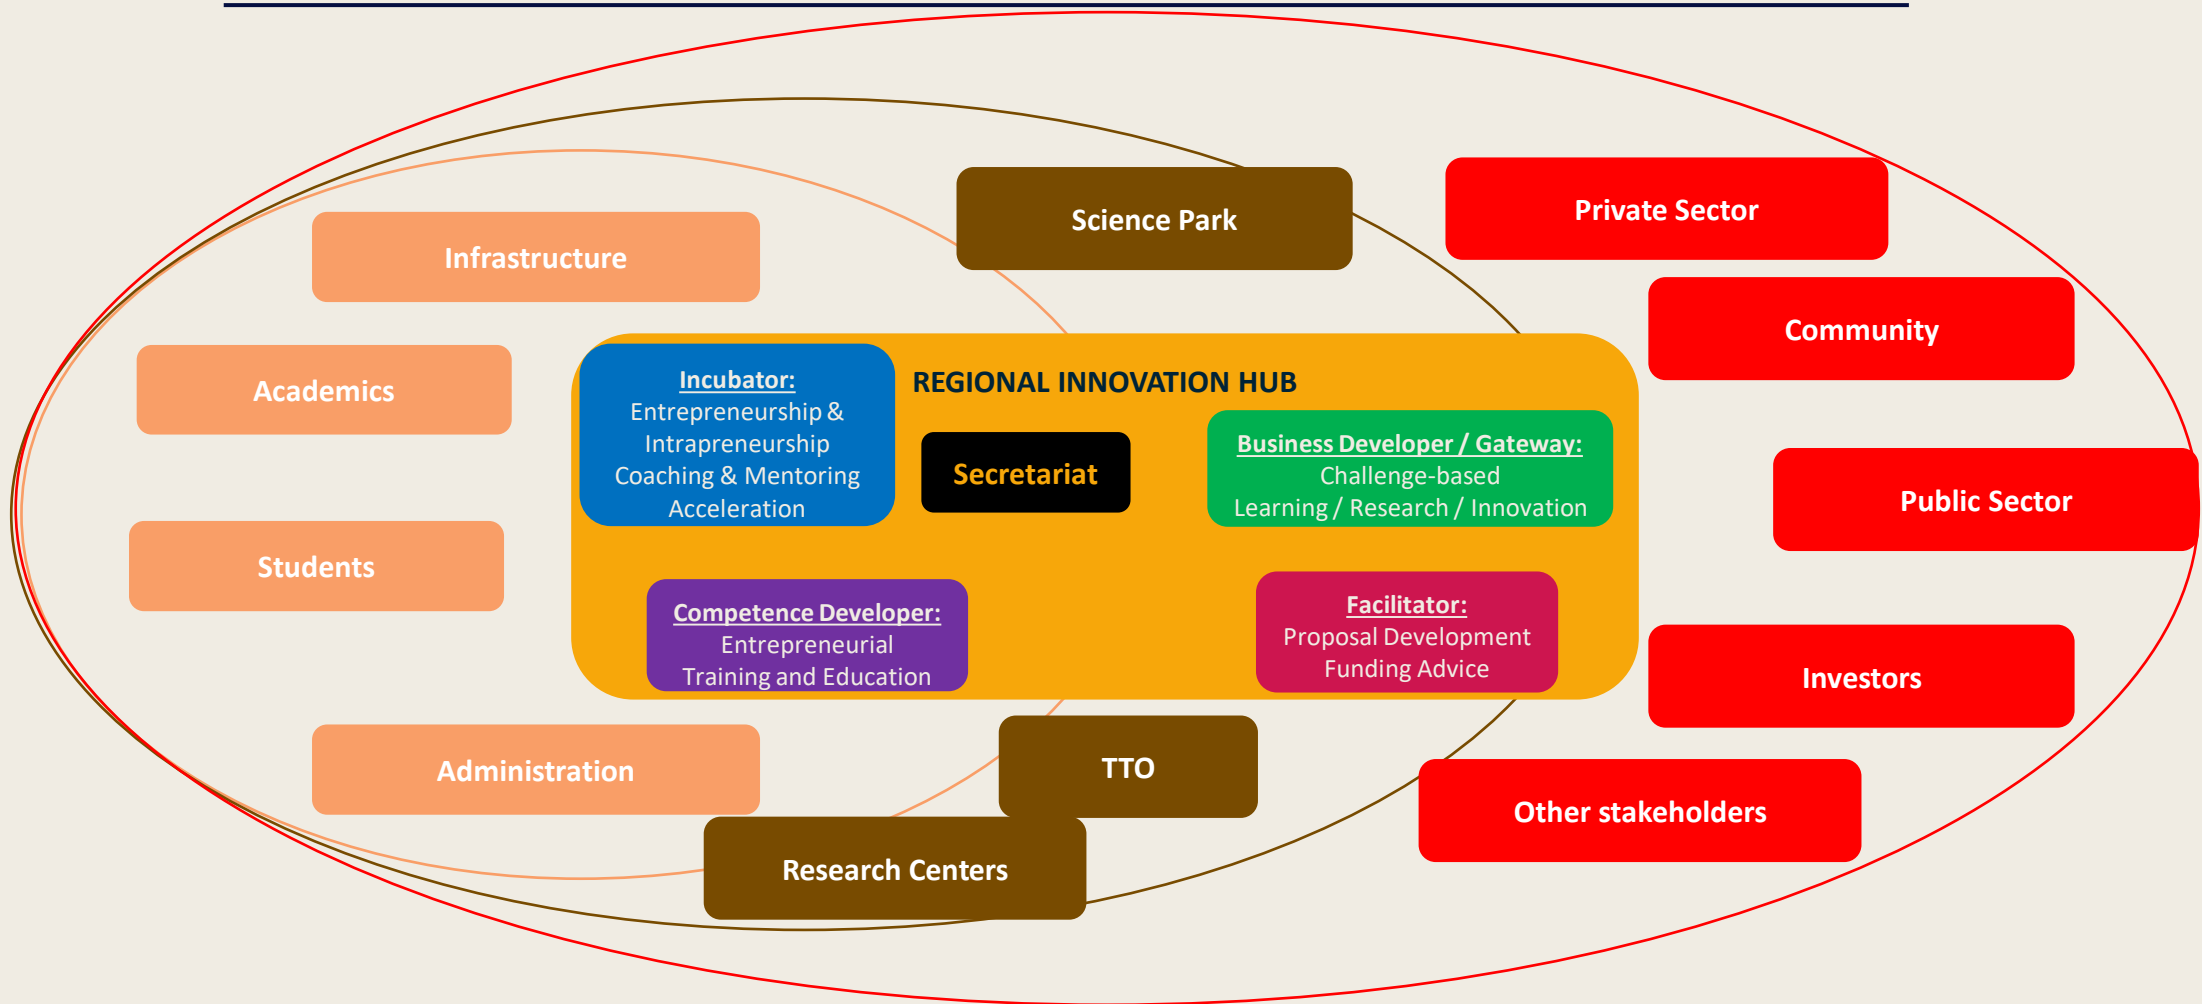 Science Park
Private Sector
Infrastructure
Community
Academics
REGIONAL INNOVATION HUB
Incubator:
Entrepreneurship &
Intrapreneurship
Coaching & Mentoring
Acceleration
Secretariat
Business Developer / Gateway:
Challenge-based
Learning / Research / Innovation
Public Sector
Students
Competence Developer:
Entrepreneurial
Training and Education
Facilitator:
Proposal Development
Funding Advice
Investors
Administration
TTO
Other stakeholders
Research Centers